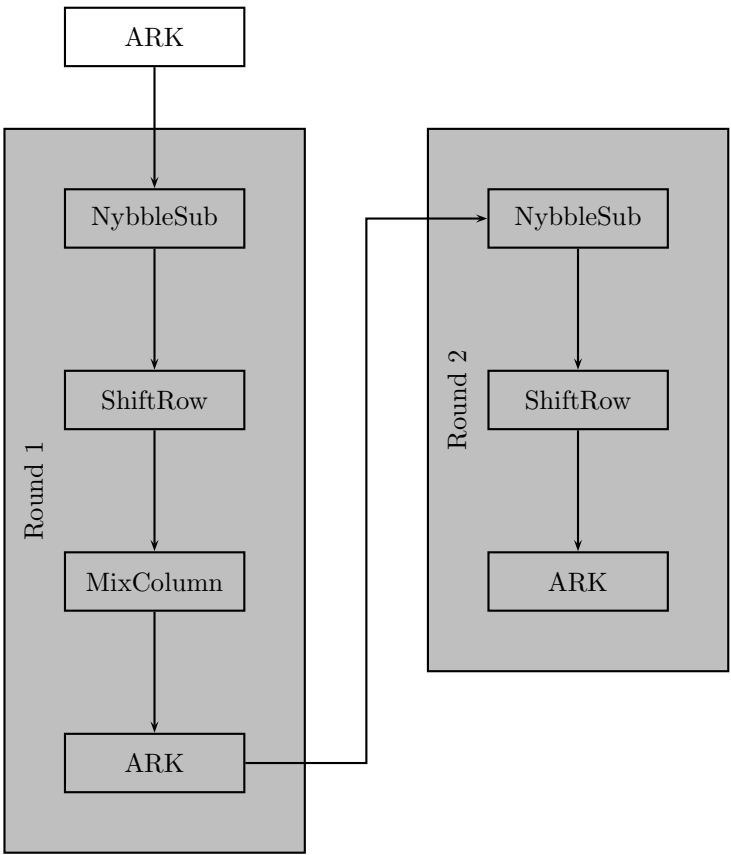 ARK
Round 1
NybbleSub
ShiftRow
MixColumn
ARK
Round 2
NybbleSub
ShiftRow
ARK